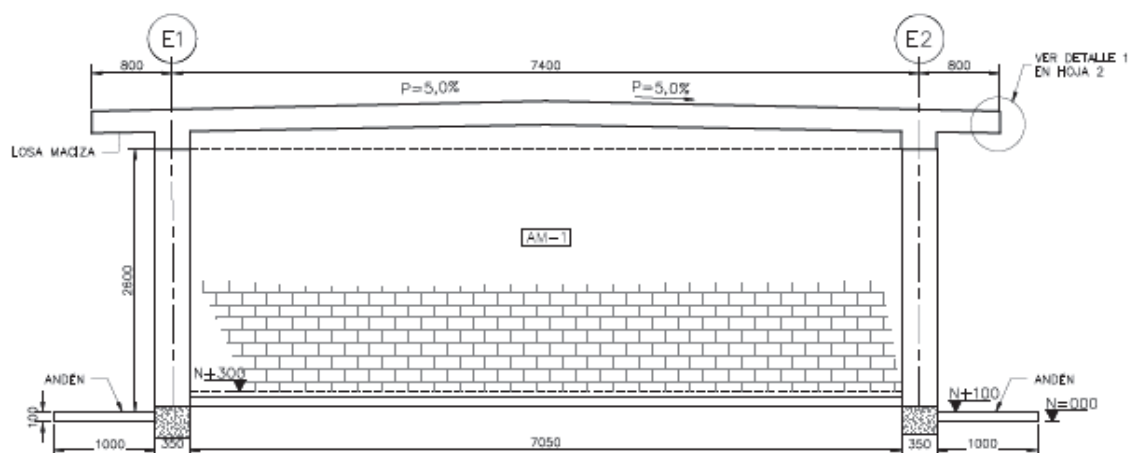 E1
E2
800
7400
800
VER DETALLE 1
EN HOJA 2
P=5,0%
P=5,0%
LOSA MACIZA
AM-1
2600
N+300
ANDÉN
N+100
ANDÉN
N=000
100
1000
350
7050
350
1000